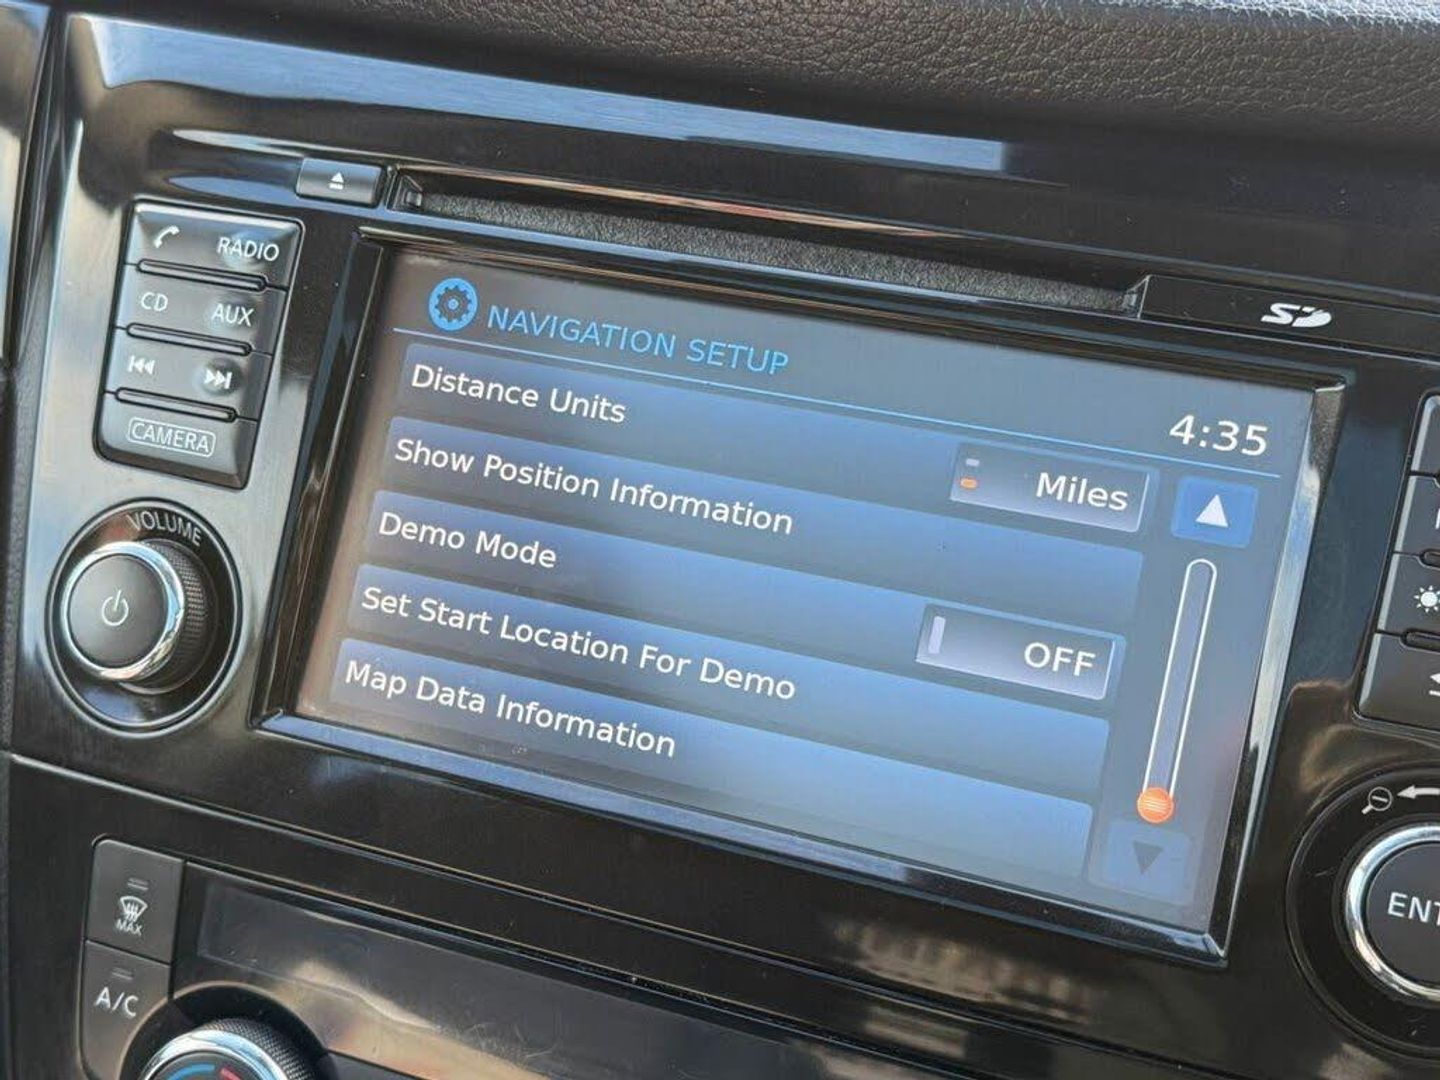 RADIO
CD AUX
CAMERA
VOLUME
NAVIGATION SETUP
4:35
Distance Units
Miles
Show Position Information
Demo Mode
OFF
Set Start Location For Demo
Map Data Information
SD
MAX
A/C
ENT